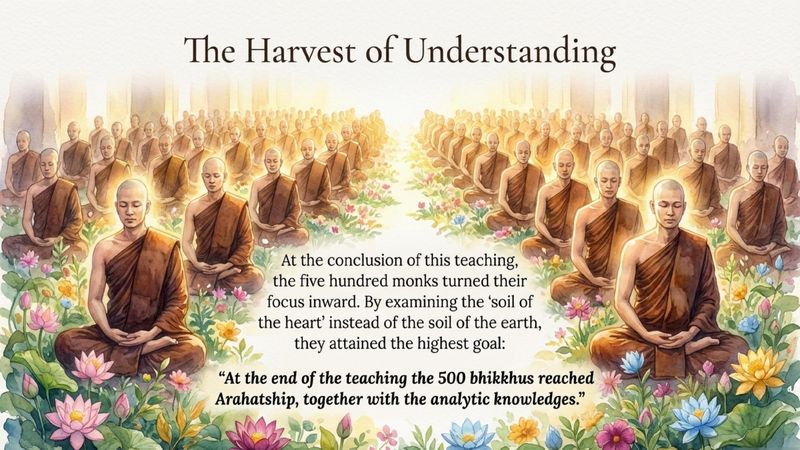 The Harvest of Understanding
At the conclusion of this teaching,
the five hundred monks turned their
focus inward. By examining the ‘soil of
the heart’ instead of the soil of the earth,
they attained the highest goal:
“At the end of the teaching the 500 bhikkhus reached
Arahatship, together with the analytic knowledges.”